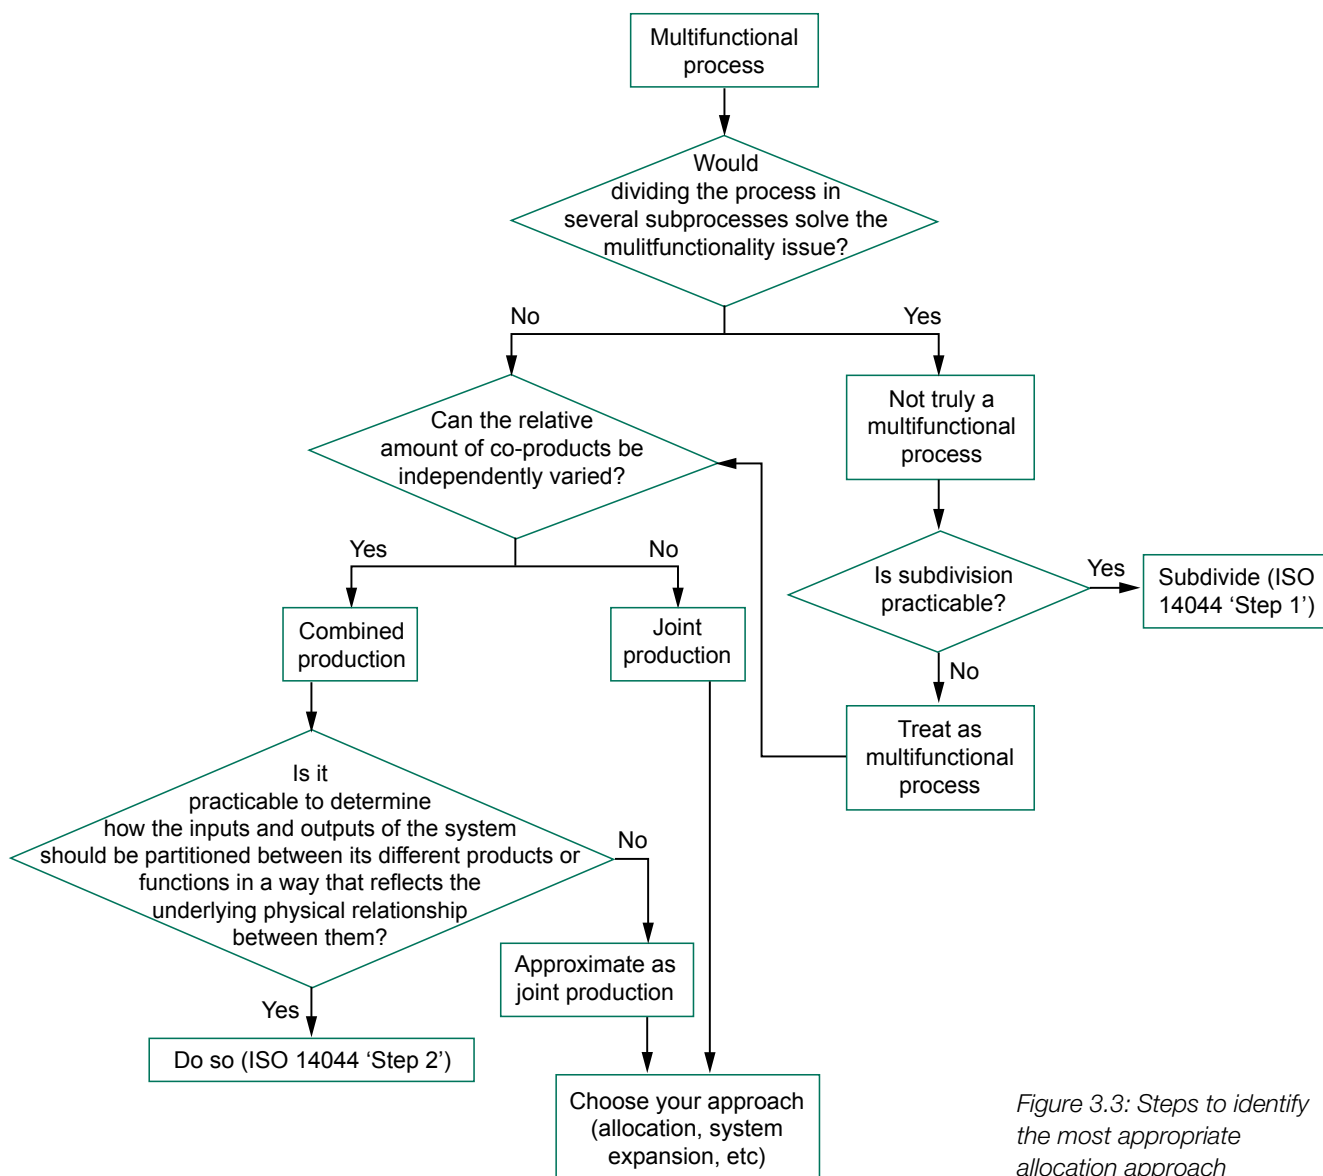 Multifunctional
process
Would
dividing the process in
several subprocesses solve the
mulitfunctionality issue?
No
Yes
Can the relative
amount of co-products be
independently varied?
Not truly a
multifunctional
process
Yes
No
Is subdivision
practicable?
Yes
Subdivide (ISO
14044 ‘Step 1’)
Combined
production
Joint
production
No
Treat as
multifunctional
process
Is it
practicable to determine
how the inputs and outputs of the system
should be partitioned between its different products or
functions in a way that reflects the
underlying physical relationship
between them?
No
Approximate as
joint production
Yes
Do so (ISO 14044 ‘Step 2’)
Choose your approach
(allocation, system
expansion, etc)
Figure 3.3: Steps to identify
the most appropriate
allocation approach